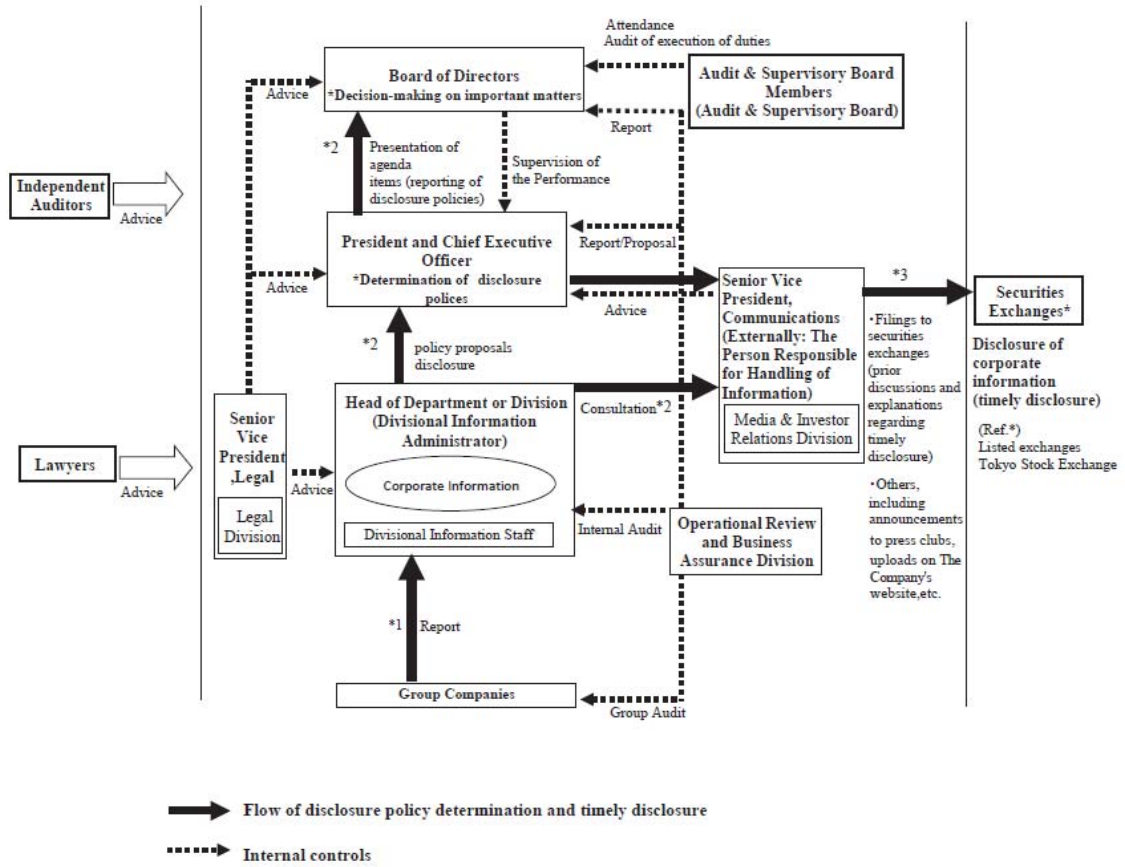 Attendance
Audit of execution of duties
Board of Directors
*Decision-making on important matters
Audit & Supervisory Board
Members
(Audit & Supervisory Board)
Advice
Report
*2
Presentation of
agenda
items (reporting of
disclosure policies)
Supervision of
the Performance
Independent
Auditors
Advice
President and Chief Executive
Officer
*Determination of disclosure
polices
Report/Proposal
Advice
Advice
Senior Vice
President,
Communications
(Externally: The
Person Responsible
for Handling of
Information)
Media & Investor
Relations Division
*3
・Filings to
securities
exchanges
(prior
discussions and
explanations
regarding
timely
disclosure)
・Others,
including
announcements
to press clubs,
uploads on The
Company's
website,etc.
Securities
Exchanges*
Disclosure of
corporate
information
(timely disclosure)
(Ref.*)
Listed exchanges
Tokyo Stock Exchange
*2
policy proposals
disclosure
Head of Department or Division
(Divisional Information
Administrator)
Corporate Information
Divisional Information Staff
Consultation*2
Senior
Vice
President
,Legal
Legal
Division
Lawyers
Advice
Advice
Internal Audit
Operational Review
and Business
Assurance Division
*1
Report
Group Companies
Group Audit
Flow of disclosure policy determination and timely disclosure
Internal controls